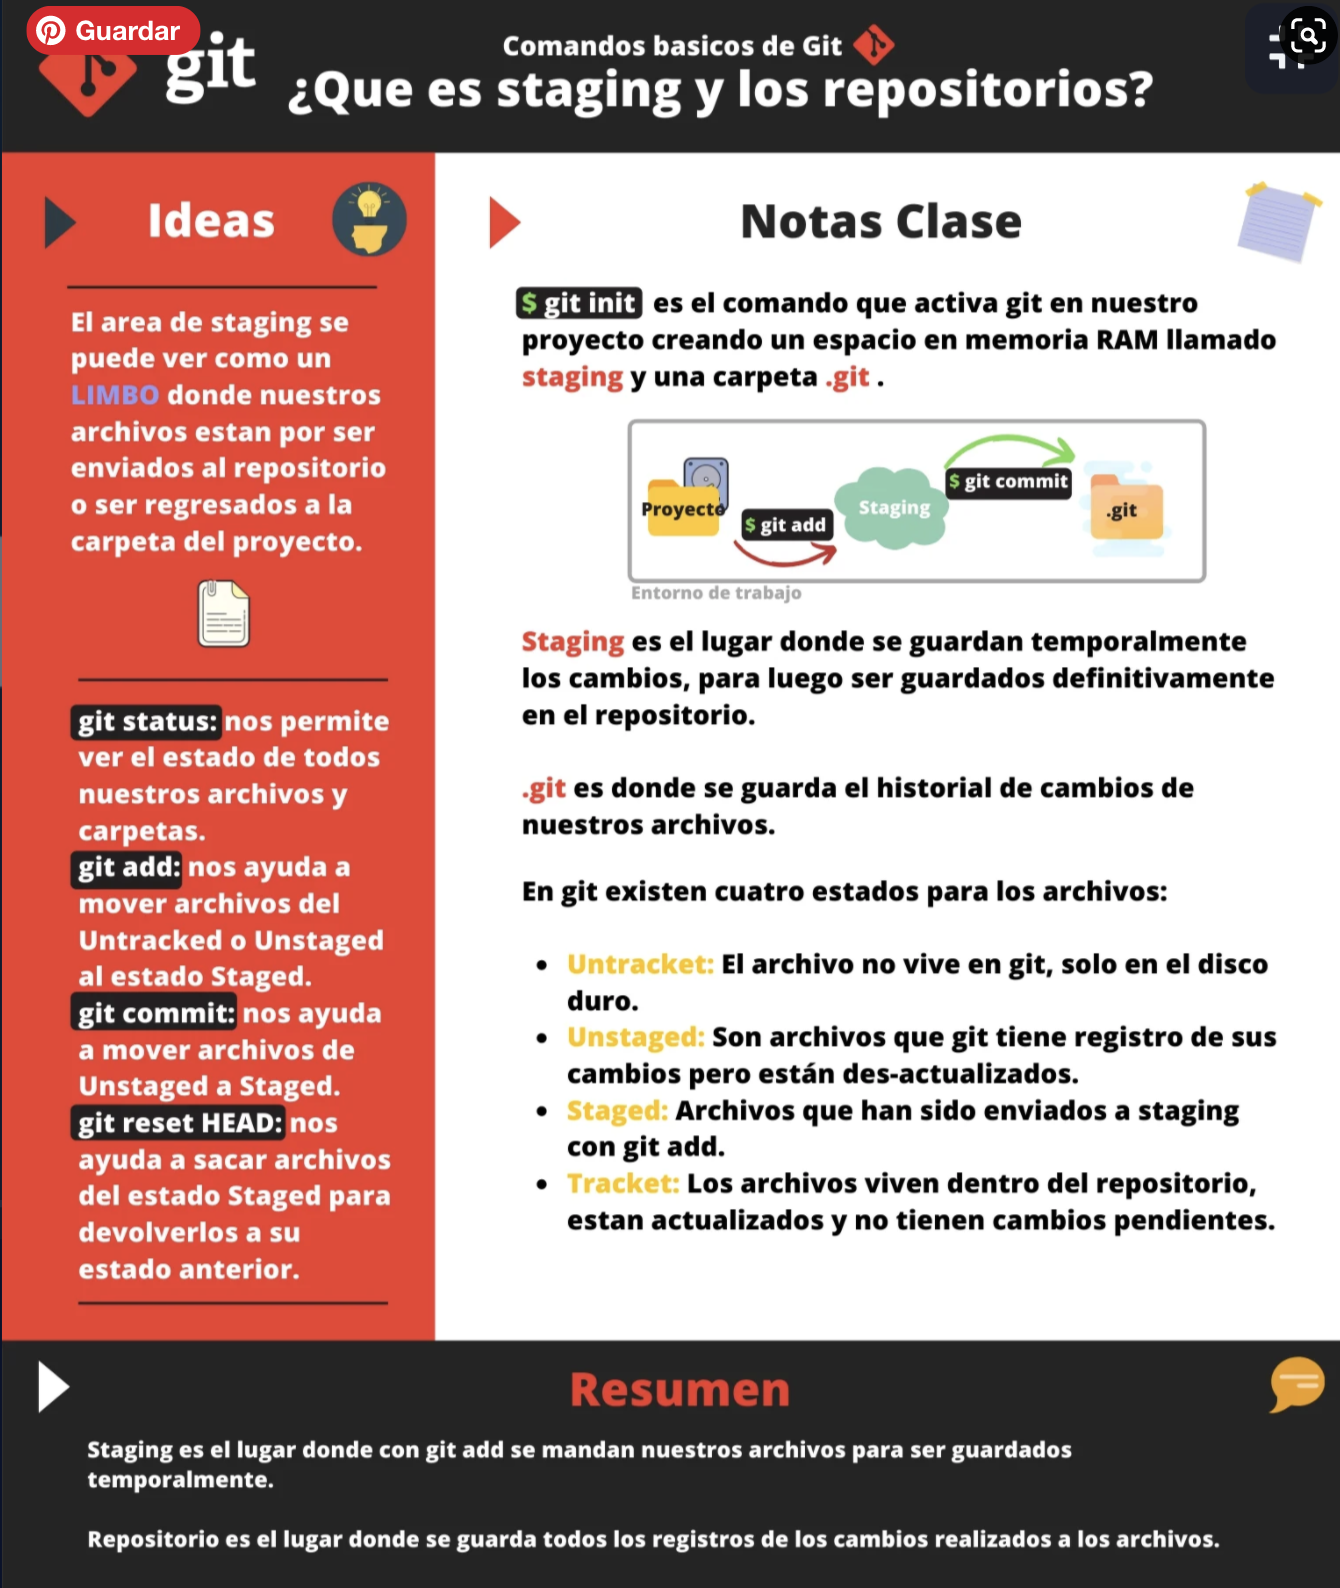 Guardar
git
Comandos basicos de Git
¿Que es staging y los repositorios?
Ideas
El area de staging se
puede ver como un
LIMBO donde nuestros
archivos estan por ser
enviados al repositorio
o ser regresados a la
carpeta del proyecto.
git status: nos permite
ver el estado de todos
nuestros archivos y
carpetas.
git add: nos ayuda a
mover archivos del
Untracked o Unstaged
al estado Staged.
git commit: nos ayuda
a mover archivos de
Unstaged a Staged.
git reset HEAD: nos
ayuda a sacar archivos
del estado Staged para
devolverlos a su
estado anterior.
Notas Clase
$ git init es el comando que activa git en nuestro
proyecto creando un espacio en memoria RAM llamado
staging y una carpeta .git .
Proyecto
$ git add
Staging
$ git commit
.git
Entorno de trabajo
Staging es el lugar donde se guardan temporalmente
los cambios, para luego ser guardados definitivamente
en el repositorio.
.git es donde se guarda el historial de cambios de
nuestros archivos.
En git existen cuatro estados para los archivos:
• Untracket: El archivo no vive en git, solo en el disco
duro.
• Unstaged: Son archivos que git tiene registro de sus
cambios pero están des-actualizados.
• Staged: Archivos que han sido enviados a staging
con git add.
• Tracket: Los archivos viven dentro del repositorio,
estan actualizados y no tienen cambios pendientes.
Resumen
Staging es el lugar donde con git add se mandan nuestros archivos para ser guardados
temporalmente.
Repositorio es el lugar donde se guarda todos los registros de los cambios realizados a los archivos.